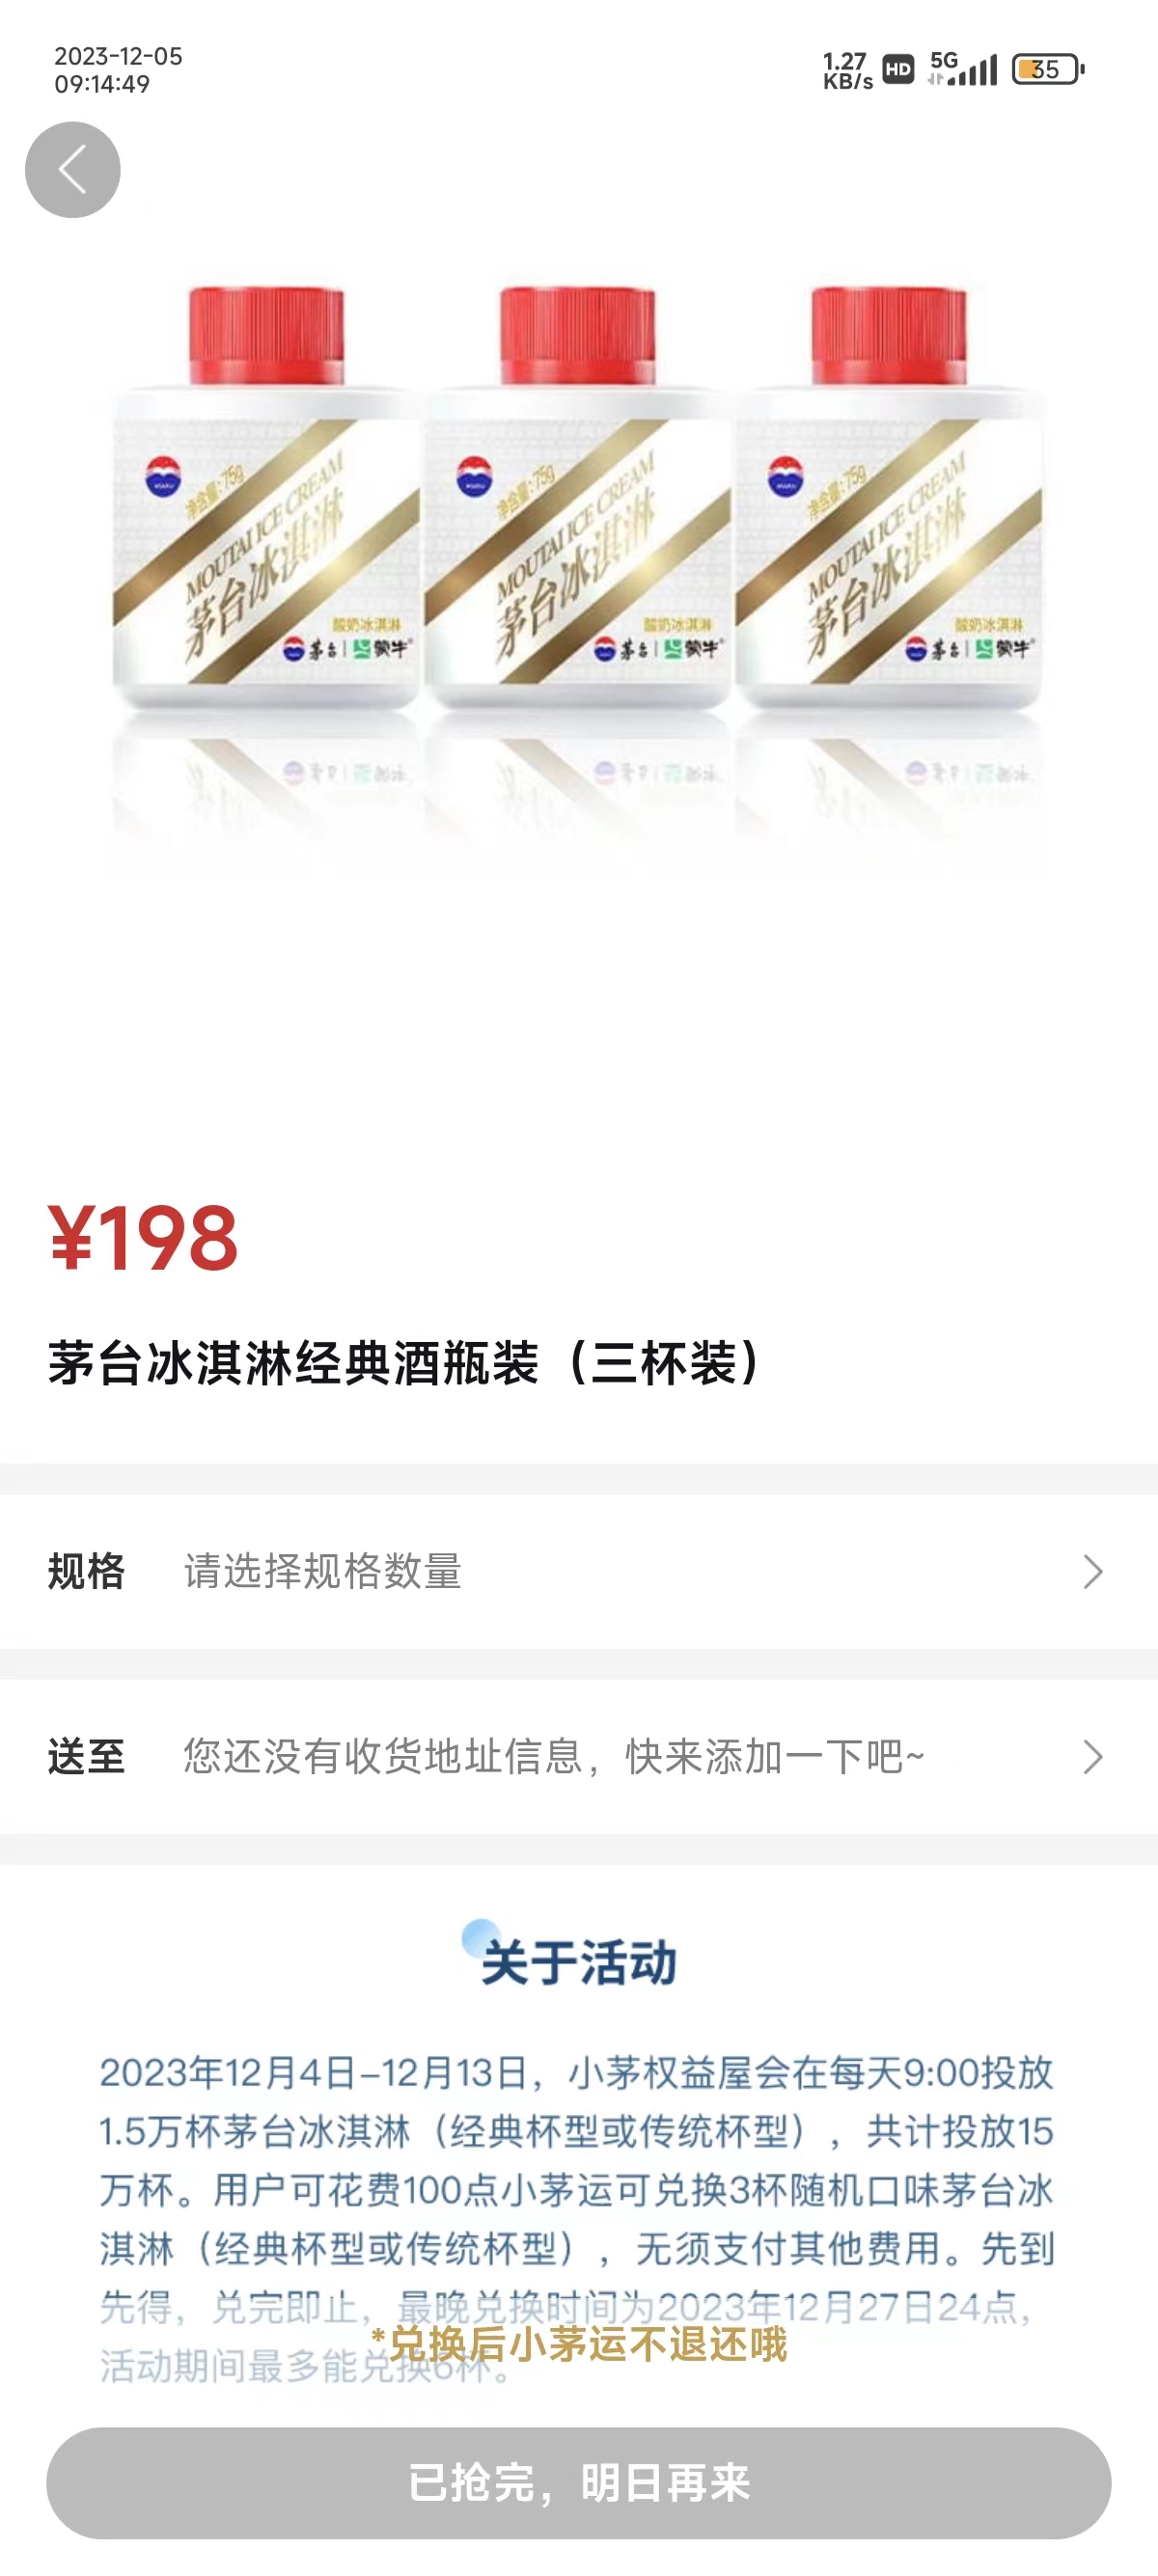 2023-12-05
09:14:49
1.27
KB/s
HD
5G
35
净含量:75g
MOUTAI ICE CREAM
茅台冰淇淋
酸奶冰淇淋
茅台 | 蒙牛®
净含量:75g
MOUTAI ICE CREAM
茅台冰淇淋
酸奶冰淇淋
茅台 | 蒙牛®
净含量:75g
MOUTAI ICE CREAM
茅台冰淇淋
酸奶冰淇淋
茅台 | 蒙牛®
¥198
茅台冰淇淋经典酒瓶装（三杯装）
规格 请选择规格数量
送至 您还没有收货地址信息，快来添加一下吧~
关于活动
2023年12月4日-12月13日，小茅权益屋会在每天9:00投放
1.5万杯茅台冰淇淋（经典杯型或传统杯型），共计投放15
万杯。用户可花费100点小茅运可兑换3杯随机口味茅台冰
淇淋（经典杯型或传统杯型），无须支付其他费用。先到
先得，兑完即止，最晚兑换时间为2023年12月27日24点，
*兑换后小茅运不退还哦
活动期间最多能兑换6杯。
已抢完，明日再来